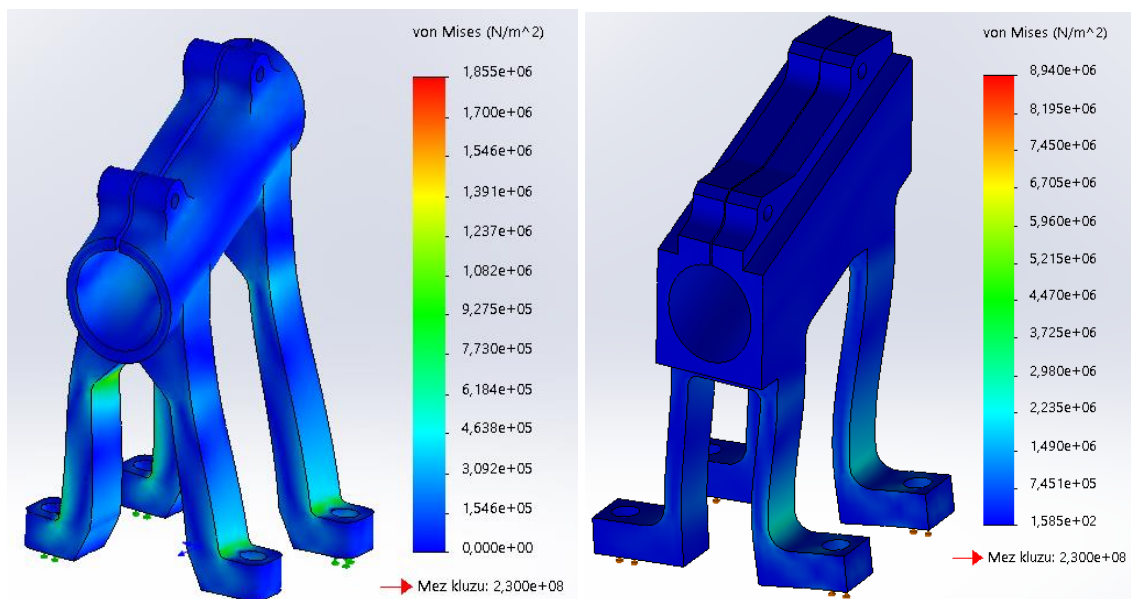 von Mises (N/m^2)
1,855e+06
1,700e+06
1,546e+06
1,391e+06
1,237e+06
1,082e+06
9,275e+05
7,730e+05
6,184e+05
4,638e+05
3,092e+05
1,546e+05
0,000e+00
Mez kluzu: 2,300e+08
von Mises (N/m^2)
8,940e+06
8,195e+06
7,450e+06
6,705e+06
5,960e+06
5,215e+06
4,470e+06
3,725e+06
2,980e+06
2,235e+06
1,490e+06
7,451e+05
1,585e+02
Mez kluzu: 2,300e+08